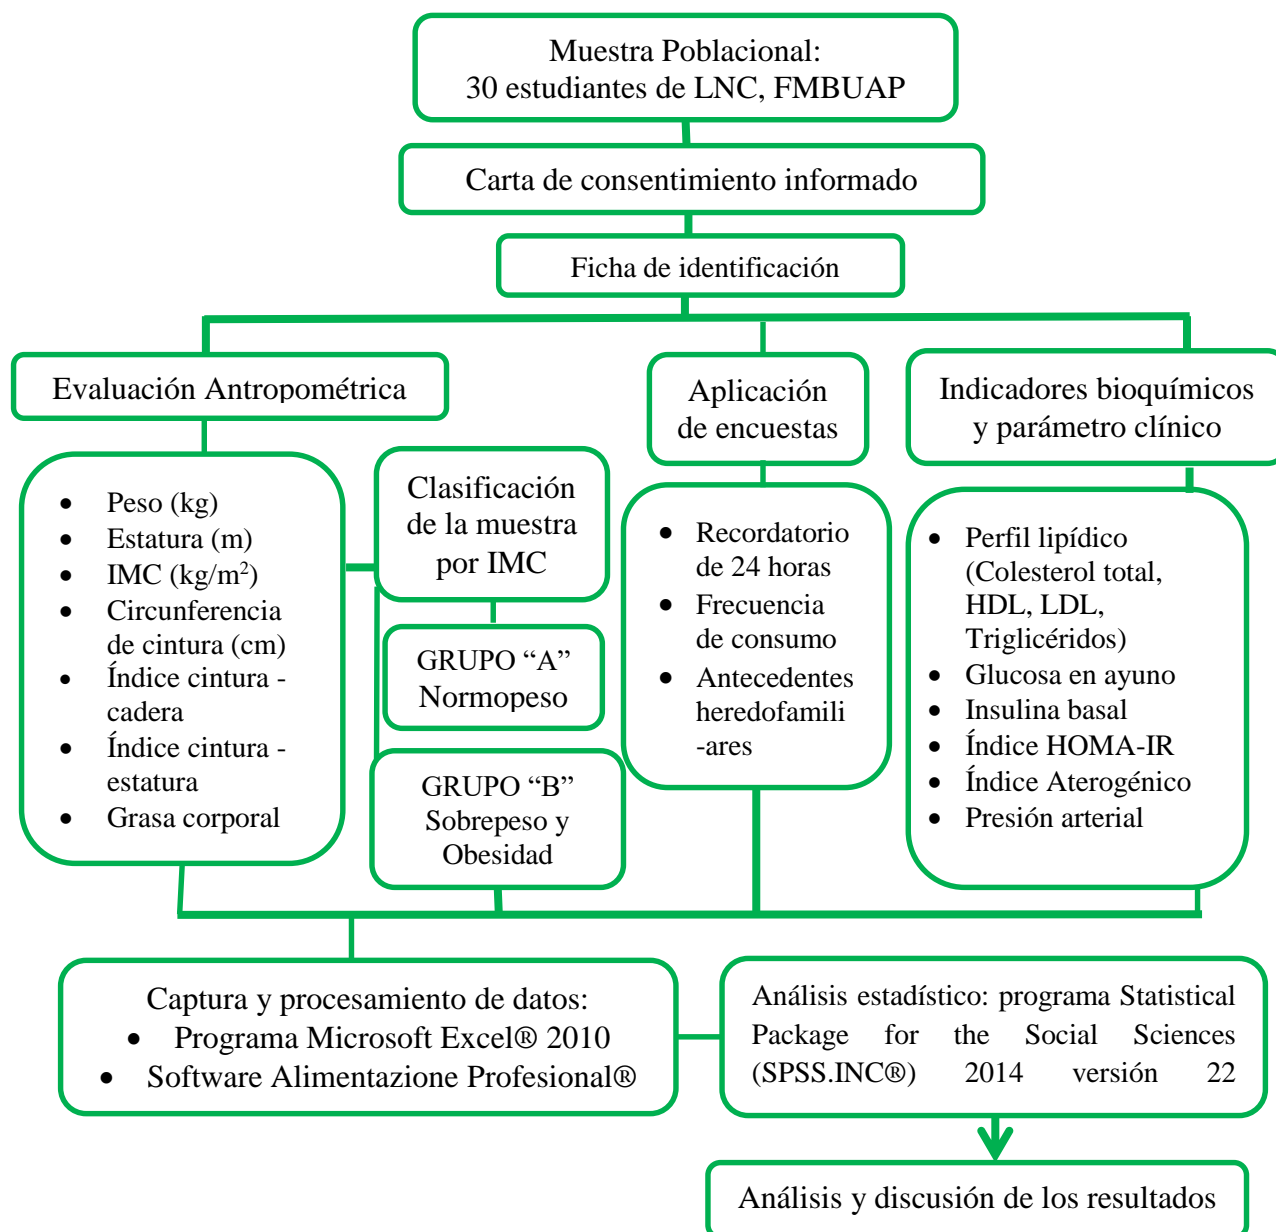 Muestra Poblacional:
30 estudiantes de LNC, FMBUAP
Carta de consentimiento informado
Ficha de identificación
Evaluación Antropométrica
• Peso (kg)
• Estatura (m)
• IMC (kg/m²)
• Circunferencia
de cintura (cm)
• Índice cintura -
cadera
• Índice cintura -
estatura
• Grasa corporal
Clasificación
de la muestra
por IMC
GRUPO “A”
Normopeso
GRUPO “B”
Sobrepeso y
Obesidad
Aplicación
de encuestas
• Recordatorio
de 24 horas
• Frecuencia
de consumo
• Antecedentes
heredofamili
-ares
Indicadores bioquímicos
y parámetro clínico
• Perfil lipídico
(Colesterol total,
HDL, LDL,
Triglicéridos)
• Glucosa en ayuno
• Insulina basal
• Índice HOMA-IR
• Índice Aterogénico
• Presión arterial
Captura y procesamiento de datos:
• Programa Microsoft Excel® 2010
• Software Alimentazione Profesional®
Análisis estadístico: programa Statistical
Package for the Social Sciences
(SPSS.INC®) 2014 versión 22
Análisis y discusión de los resultados